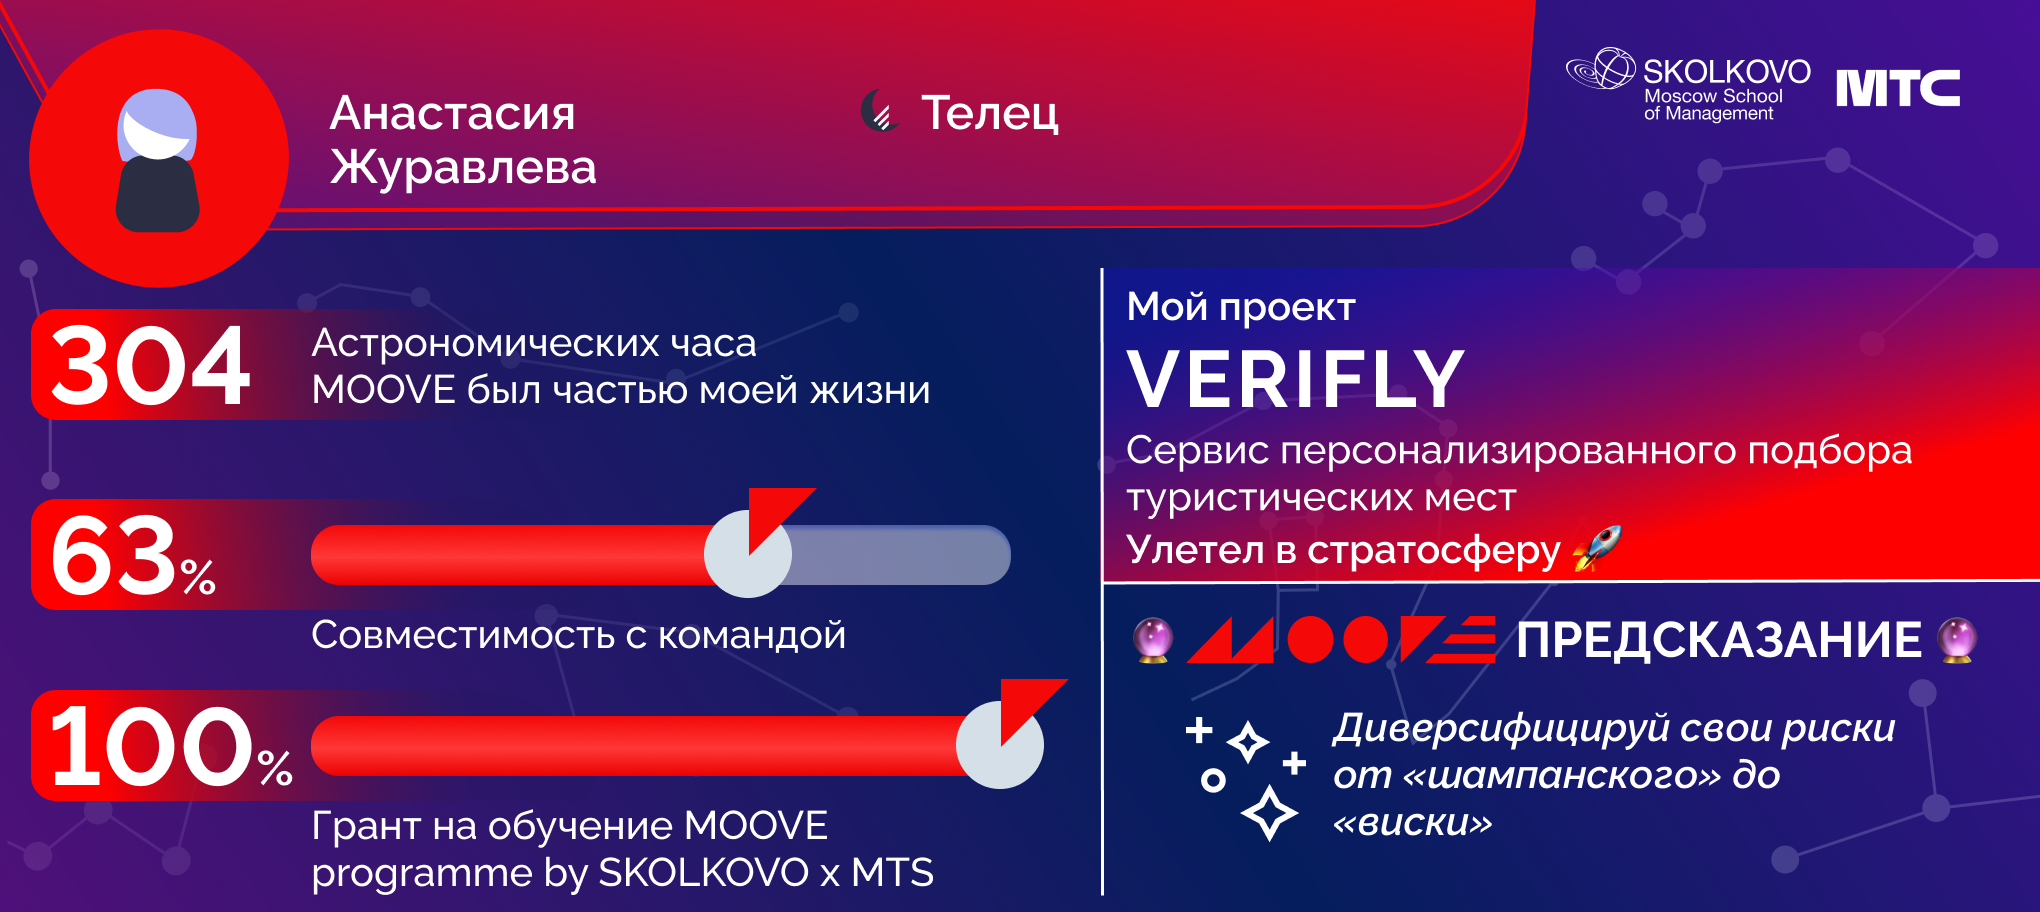 Анастасия
Журавлева
Телец
SKOLKOVO
Moscow School
of Management
МТС
304
Астрономических часа
MOOVE был частью моей жизни
63%
Совместимость с командой
100%
Грант на обучение MOOVE
programme by SKOLKOVO x MTS
Мой проект
VERIFLY
Сервис персонализированного подбора
туристических мест
Улетел в стратосферу 🚀
🔮 MOOVE ПРЕДСКАЗАНИЕ 🔮
Диверсифицируй свои риски
от «шампанского» до
«виски»